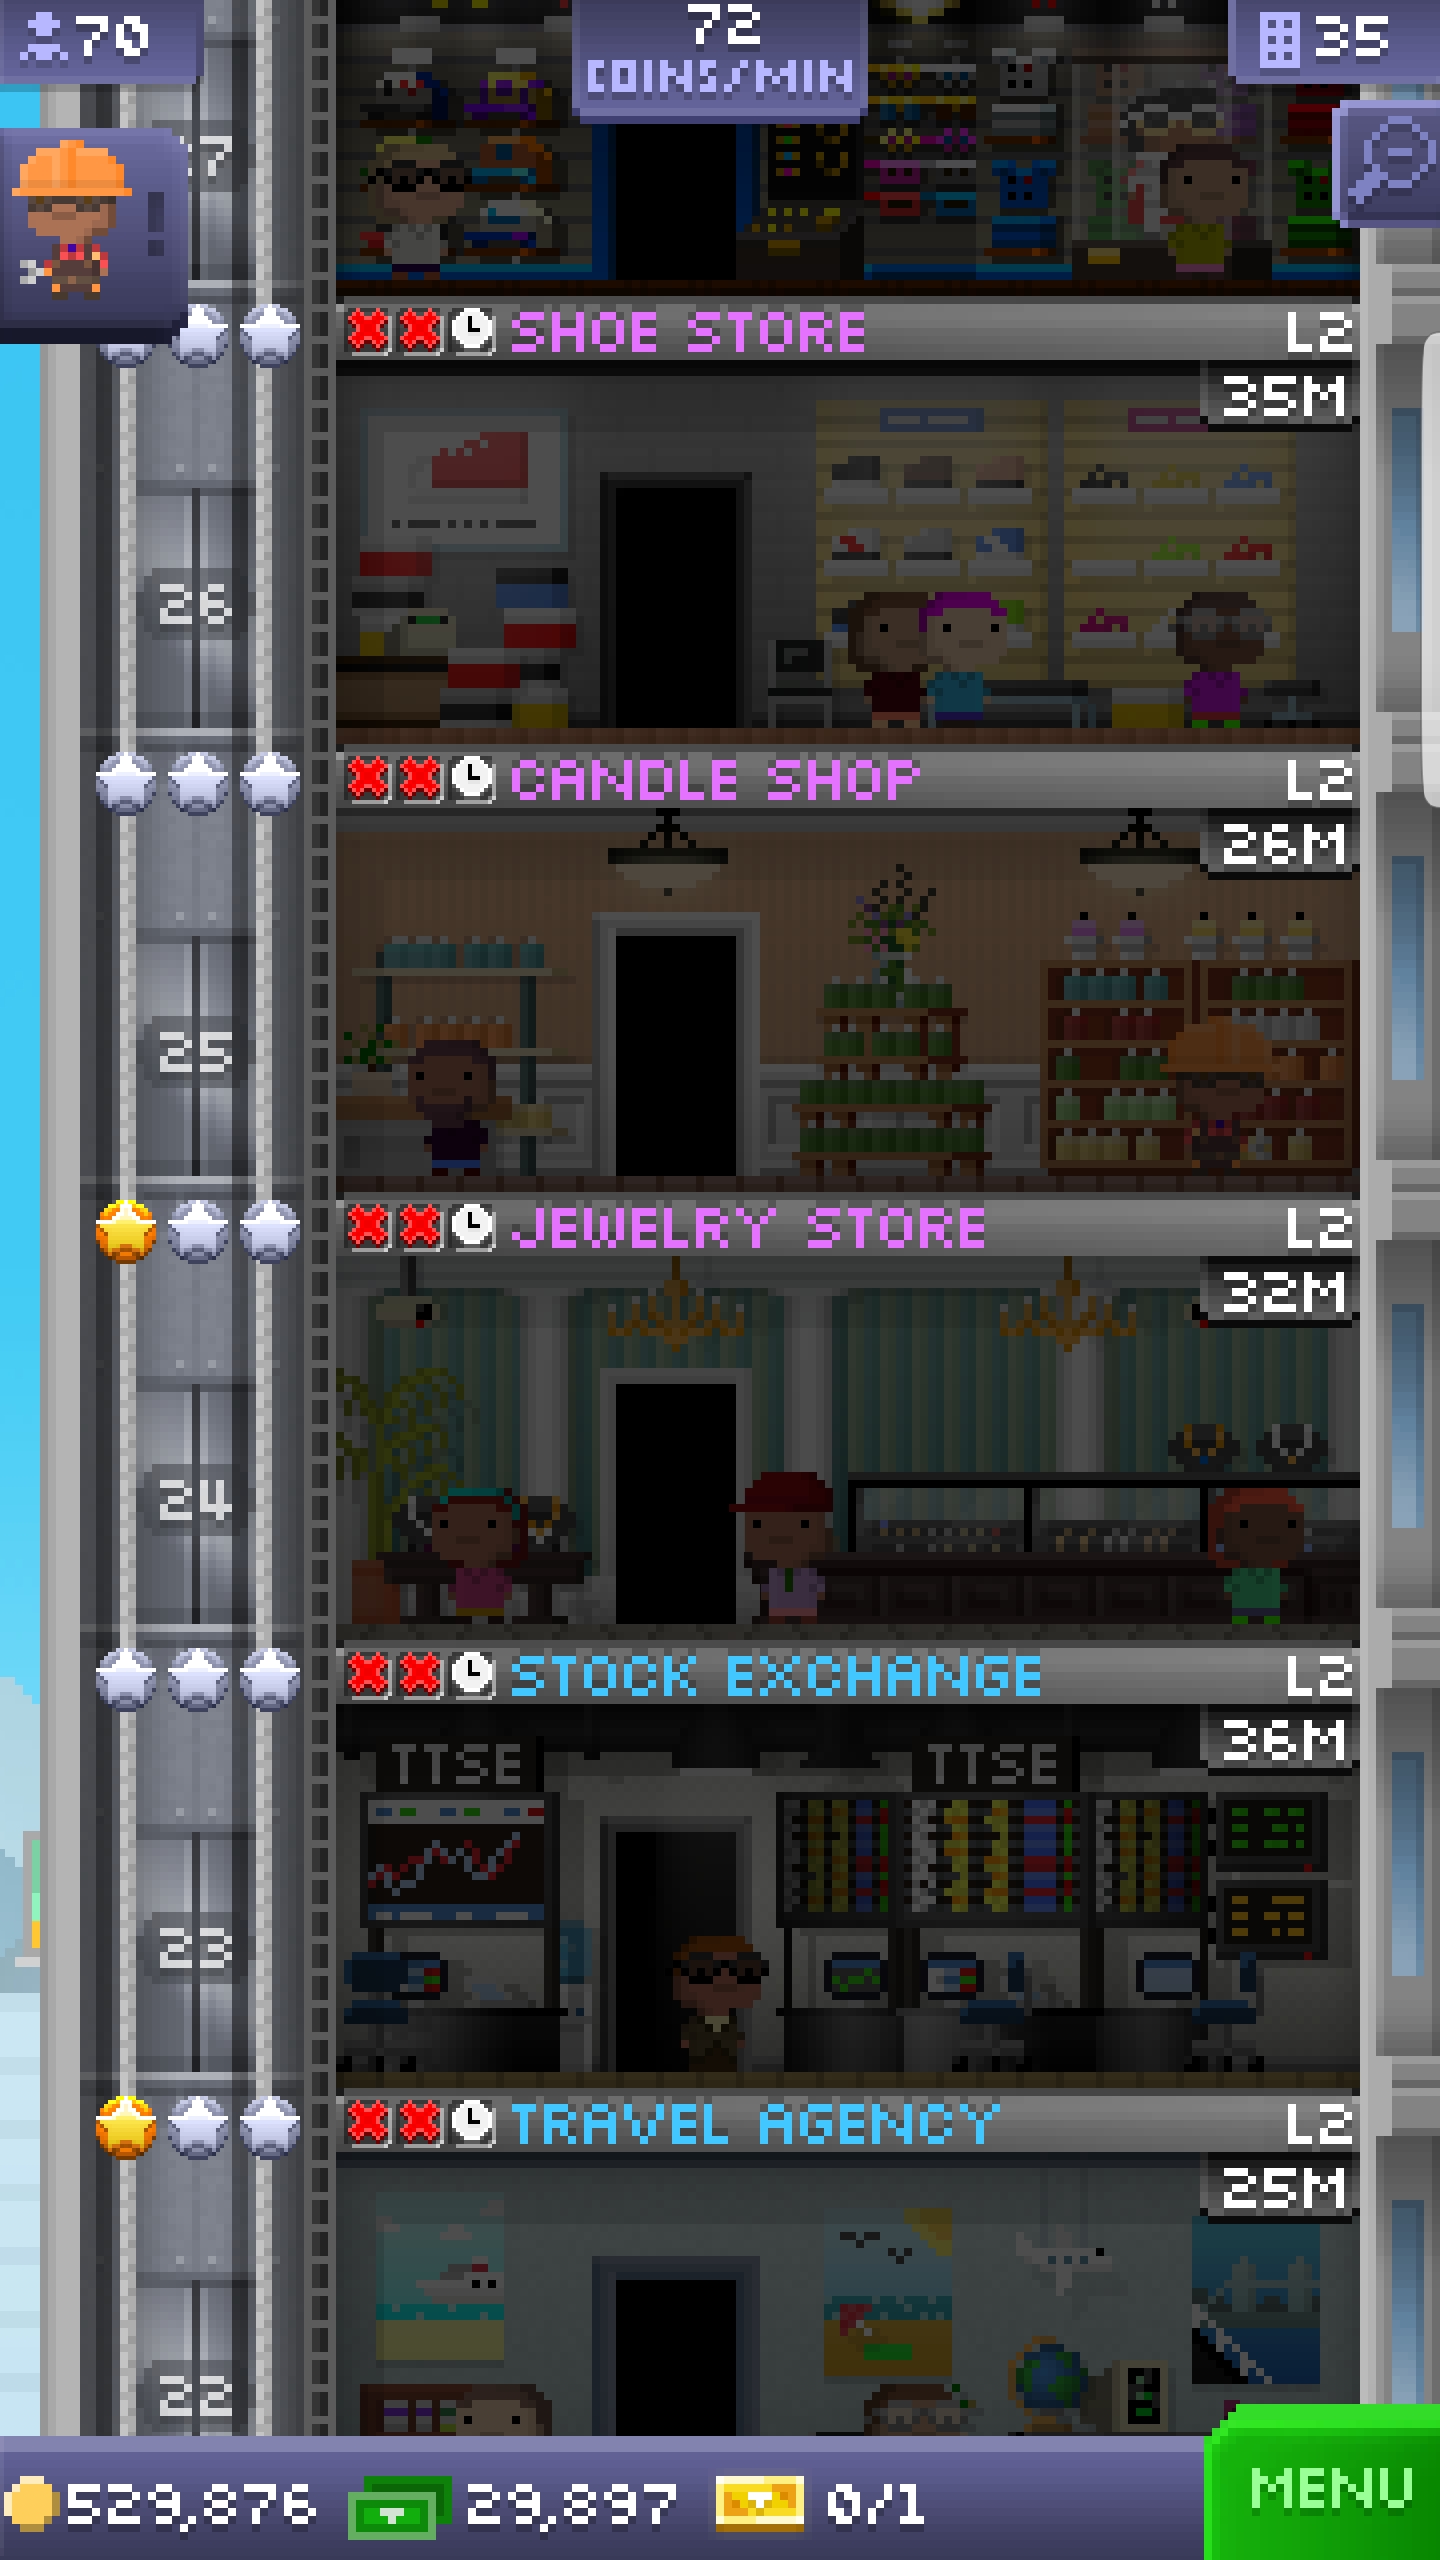 70
72
COINS/MIN
35
SHOE STORE L2
35M
26
CANDLE SHOP L2
26M
25
JEWELRY STORE L2
32M
24
STOCK EXCHANGE L2
36M
TTSE TTSE
23
TRAVEL AGENCY L2
25M
22
529,876 29,897 0/1 MENU